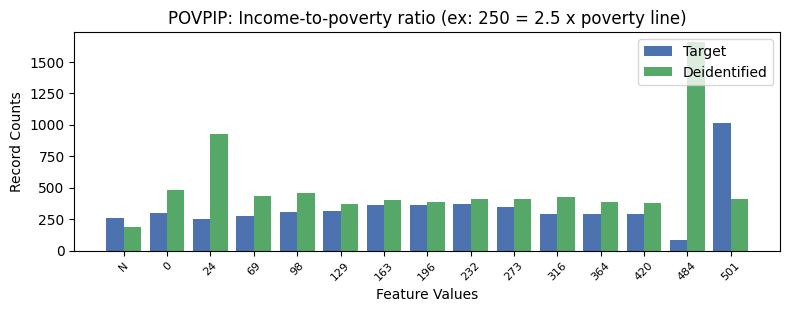 POVPIP: Income-to-poverty ratio (ex: 250 = 2.5 x poverty line)
Target
Deidentified
Record Counts
1500
1250
1000
750
500
250
0
N 0 24 69 98 129 163 196 232 273 316 364 420 484 501
Feature Values